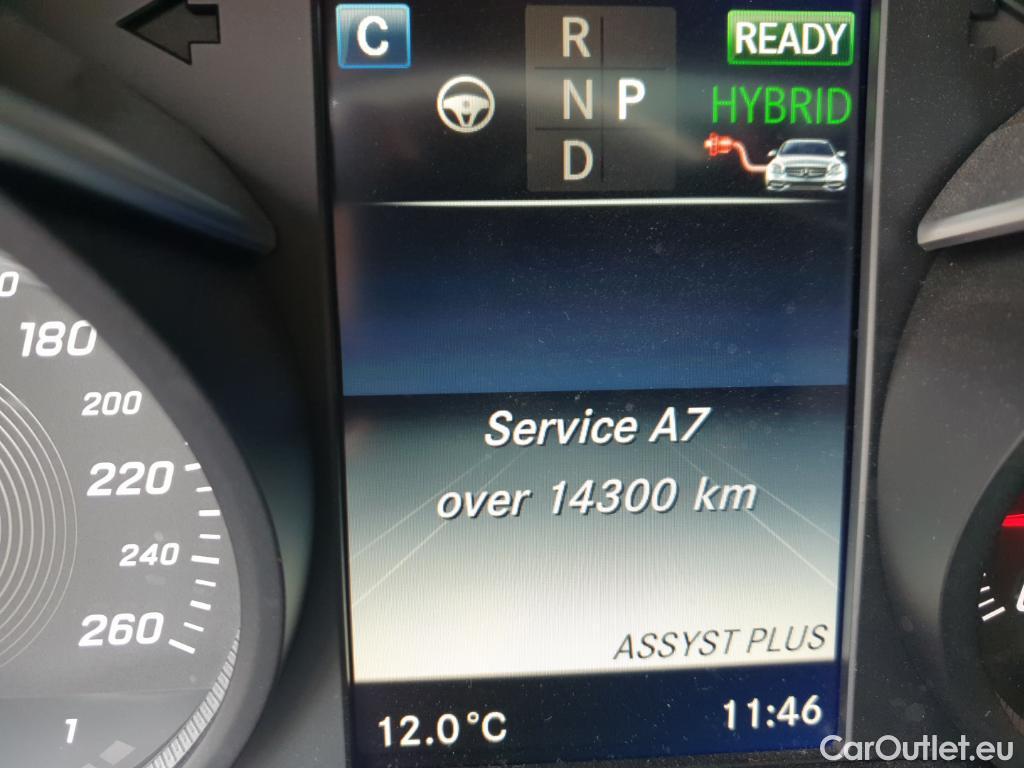 C
R
READY
N P
HYBRID
D
0
180
200
220
240
260
1
Service A7
over 14300 km
ASSYST PLUS
12.0°C
11:46
CarOutlet.eu